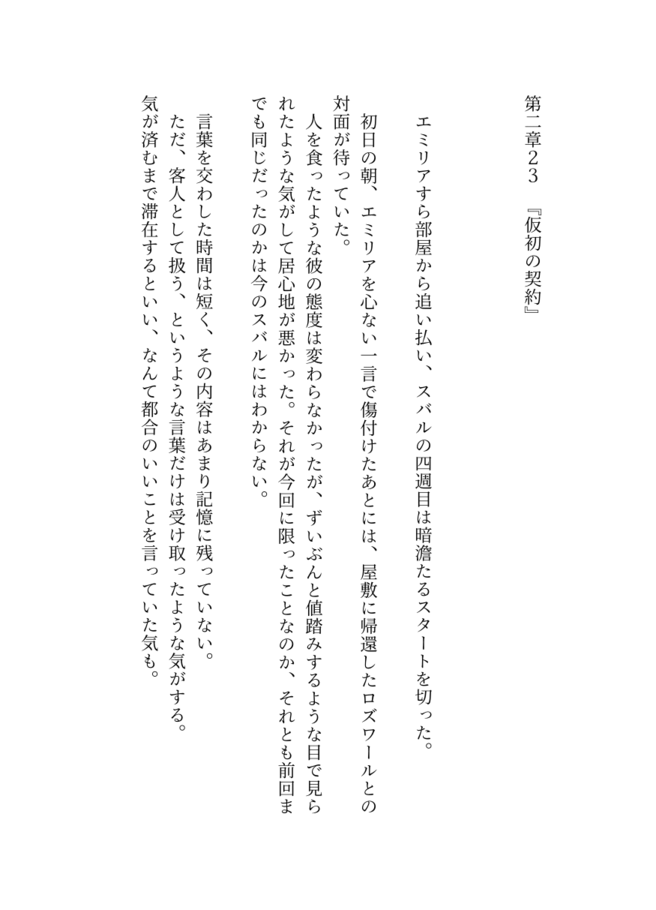 第二章２３　『仮初の契約』
エミリアすら部屋から追い払い、スバルの四週目は暗澹たるスタートを切った。
初日の朝、エミリアを心ない一言で傷付けたあとには、屋敷に帰還したロズワールとの
対面が待っていた。
人を食ったような彼の態度は変わらなかったが、ずいぶんと値踏みするような目で見ら
れたような気がして居心地が悪かった。それが今回に限ったことなのか、それとも前回ま
でも同じだったのかは今のスバルにはわからない。
言葉を交わした時間は短く、その内容はあまり記憶に残っていない。
ただ、客人として扱う、というような言葉だけは受け取ったような気がする。
気が済むまで滞在するといい、なんて都合のいいことを言っていた気も。